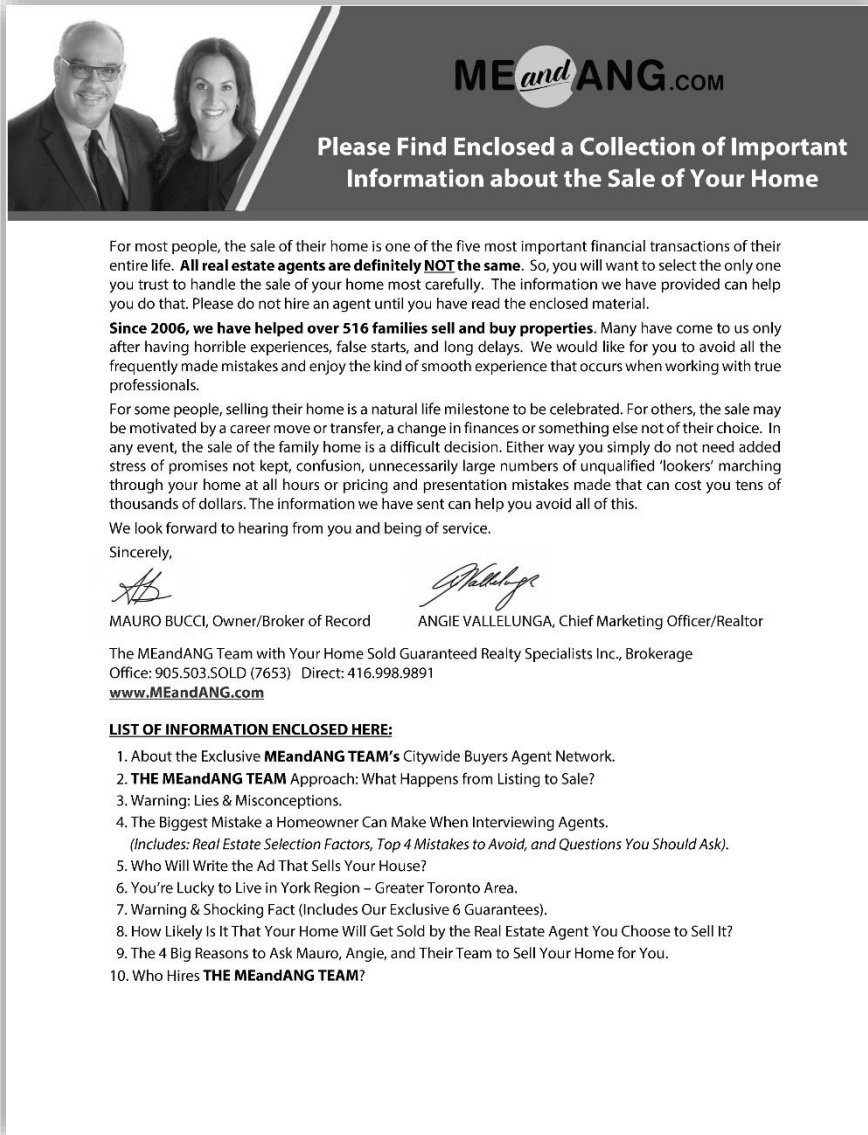 ME and ANG.COM
Please Find Enclosed a Collection of Important
Information about the Sale of Your Home
For most people, the sale of their home is one of the five most important financial transactions of their
entire life. All real estate agents are definitely NOT the same. So, you will want to select the only one
you trust to handle the sale of your home most carefully. The information we have provided can help
you do that. Please do not hire an agent until you have read the enclosed material.
Since 2006, we have helped over 516 families sell and buy properties. Many have come to us only
after having horrible experiences, false starts, and long delays. We would like for you to avoid all the
frequently made mistakes and enjoy the kind of smooth experience that occurs when working with true
professionals.
For some people, selling their home is a natural life milestone to be celebrated. For others, the sale may
be motivated by a career move or transfer, a change in finances or something else not of their choice. In
any event, the sale of the family home is a difficult decision. Either way you simply do not need added
stress of promises not kept, confusion, unnecessarily large numbers of unqualified 'lookers' marching
through your home at all hours or pricing and presentation mistakes made that can cost you tens of
thousands of dollars. The information we have sent can help you avoid all of this.
We look forward to hearing from you and being of service.
Sincerely,
MAURO BUCCI, Owner/Broker of Record ANGIE VALLELUNGA, Chief Marketing Officer/Realtor
The MEandANG Team with Your Home Sold Guaranteed Realty Specialists Inc., Brokerage
Office: 905.503.SOLD (7653) Direct: 416.998.9891
www.MEandANG.com
LIST OF INFORMATION ENCLOSED HERE:
1. About the Exclusive MEandANG TEAM's Citywide Buyers Agent Network.
2. THE MEandANG TEAM Approach: What Happens from Listing to Sale?
3. Warning: Lies & Misconceptions.
4. The Biggest Mistake a Homeowner Can Make When Interviewing Agents.
(Includes: Real Estate Selection Factors, Top 4 Mistakes to Avoid, and Questions You Should Ask).
5. Who Will Write the Ad That Sells Your House?
6. You're Lucky to Live in York Region – Greater Toronto Area.
7. Warning & Shocking Fact (Includes Our Exclusive 6 Guarantees).
8. How Likely Is It That Your Home Will Get Sold by the Real Estate Agent You Choose to Sell It?
9. The 4 Big Reasons to Ask Mauro, Angie, and Their Team to Sell Your Home for You.
10. Who Hires THE MEandANG TEAM?